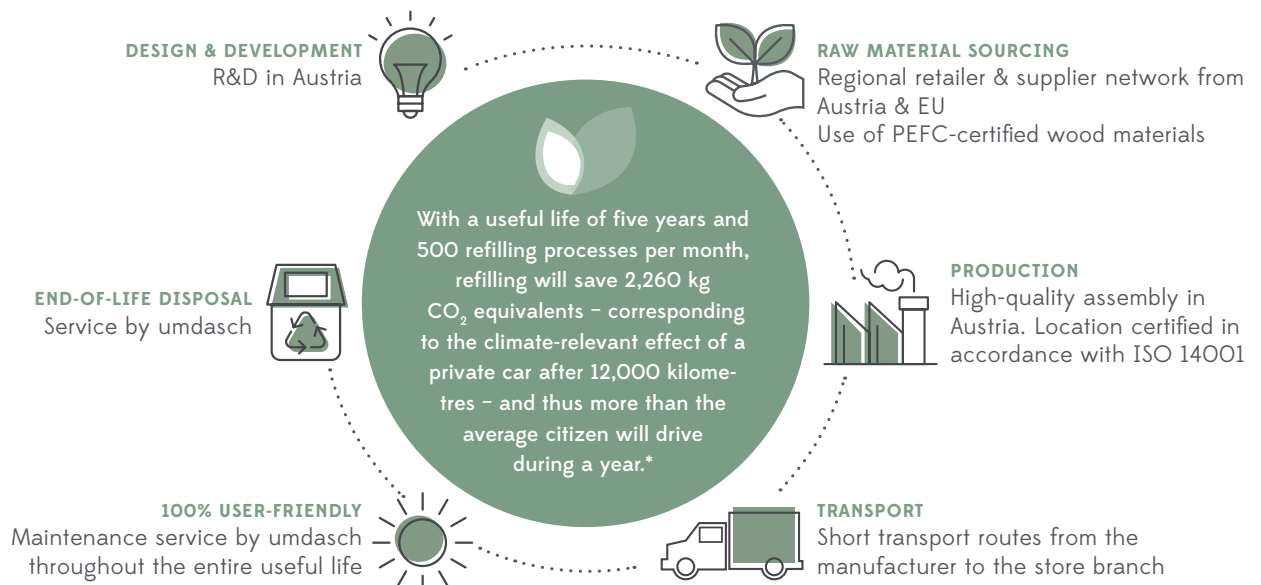 DESIGN & DEVELOPMENT
R&D in Austria
RAW MATERIAL SOURCING
Regional retailer & supplier network from
Austria & EU
Use of PEFC-certified wood materials
With a useful life of five years and
500 refilling processes per month,
refilling will save 2,260 kg
CO₂ equivalents – corresponding
to the climate-relevant effect of a
private car after 12,000 kilome-
tres – and thus more than the
average citizen will drive
during a year.*
PRODUCTION
High-quality assembly in
Austria. Location certified in
accordance with ISO 14001
END-OF-LIFE DISPOSAL
Service by umdasch
100% USER-FRIENDLY
Maintenance service by umdasch
throughout the entire useful life
TRANSPORT
Short transport routes from the
manufacturer to the store branch